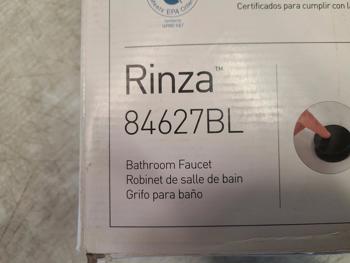 Certificados para cumplir con
Rinza™
84627BL
Bathroom Faucet
Robinet de salle de bain
Grifo para baño